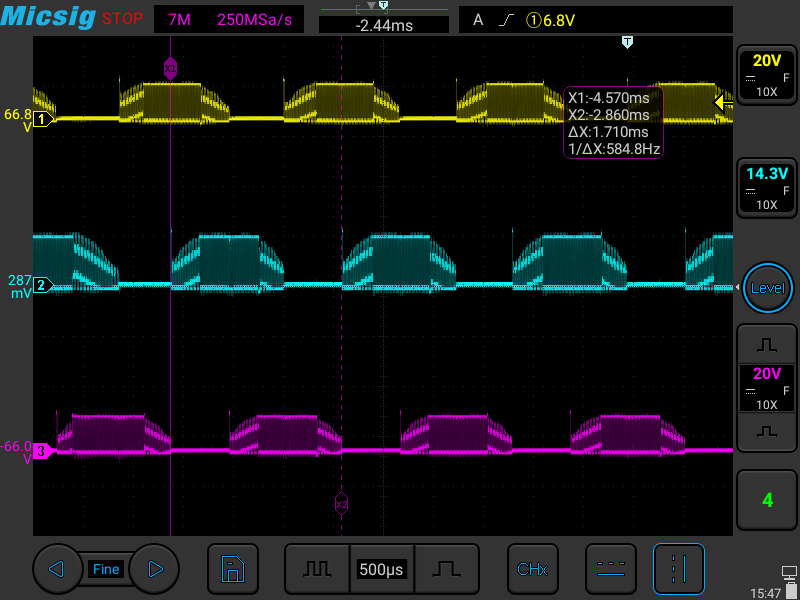 Micsig STOP 7M 250MSa/s T -2.44ms A ①6.8V
T
20V
F
10X
X1
X1:-4.570ms
X2:-2.860ms
ΔX:1.710ms
1/ΔX:584.8Hz
66.8
V
1
14.3V
F
10X
287
mV
2
Level
20V
F
10X
-66.0
V
3
X2
4
Fine
500µs
CHx
15:47